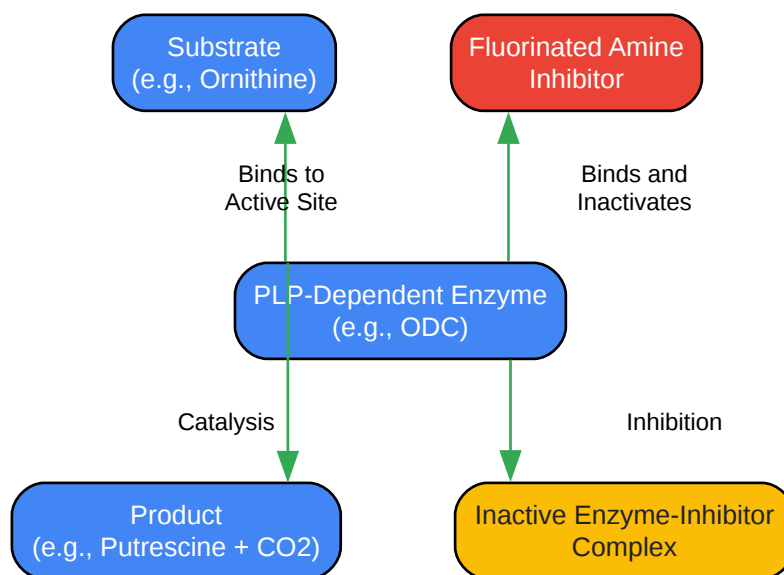 Substrate
(e.g., Ornithine)
Fluorinated Amine
Inhibitor
Binds to
Active Site
Binds and
Inactivates
PLP-Dependent Enzyme
(e.g., ODC)
Catalysis
Inhibition
Product
(e.g., Putrescine + CO2)
Inactive Enzyme-Inhibitor
Complex